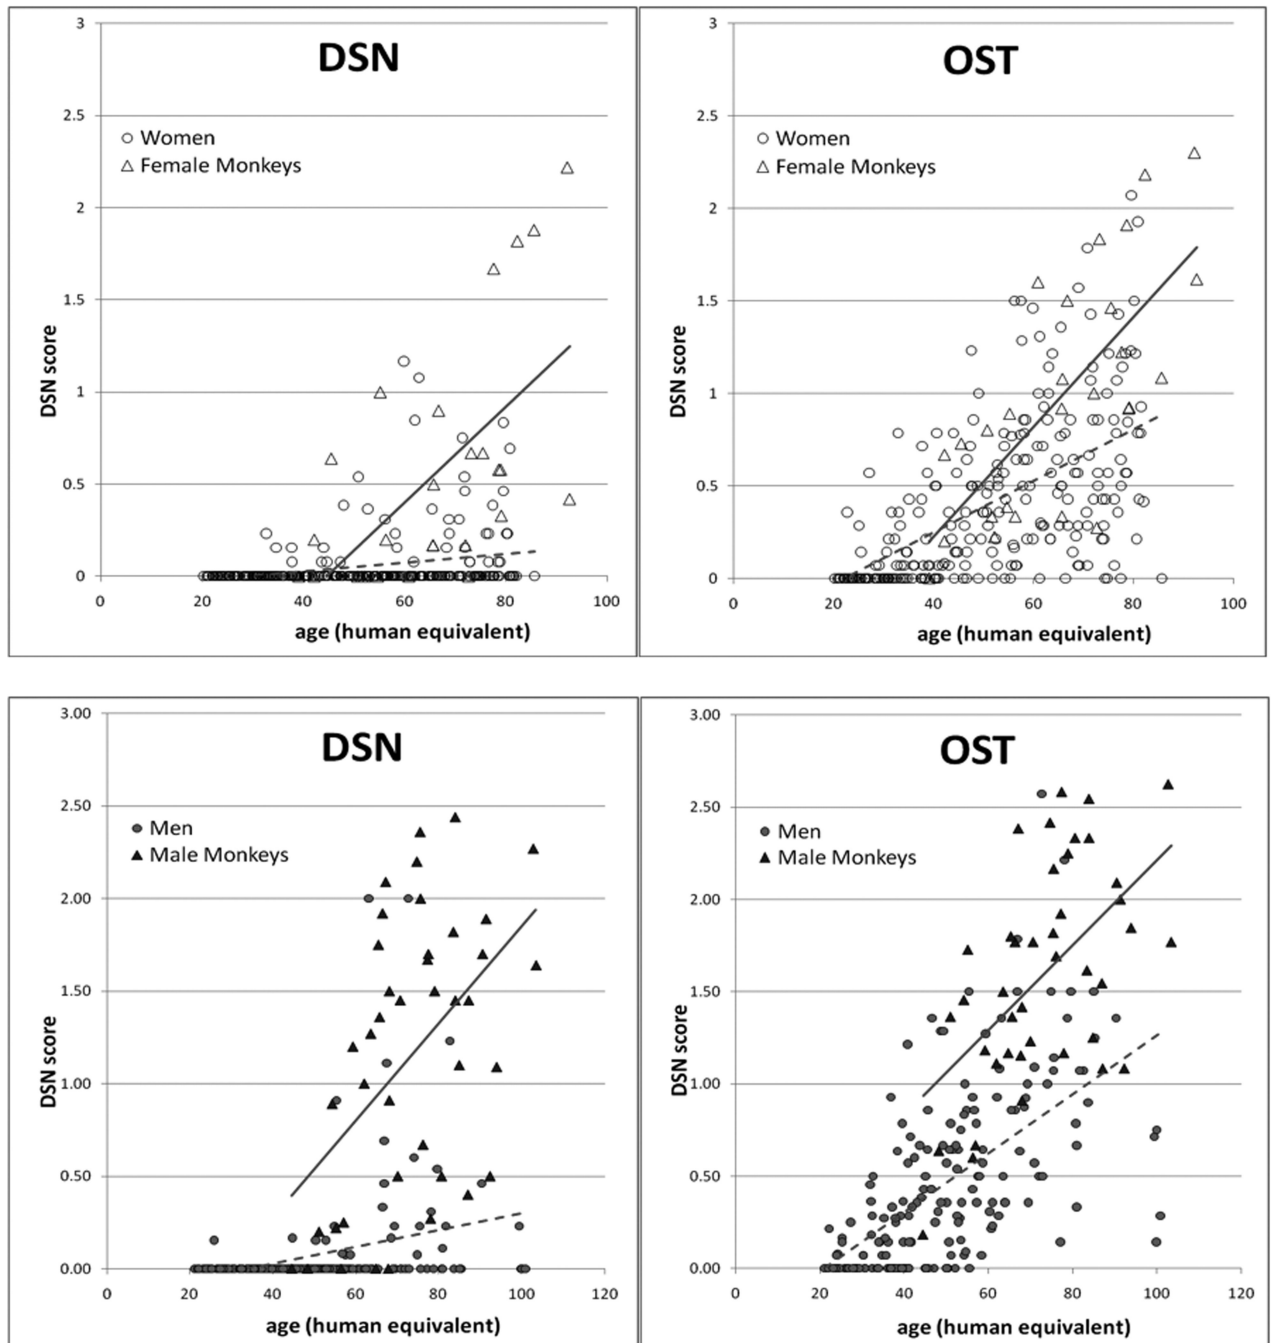 DSN
3
2.5
2
1.5
1
0.5
0
Women
Female Monkeys
DSN score
0 20 40 60 80 100
age (human equivalent)
OST
3
2.5
2
1.5
1
0.5
0
Women
Female Monkeys
DSN score
0 20 40 60 80 100
age (human equivalent)
DSN
3.00
2.50
2.00
1.50
1.00
0.50
0.00
Men
Male Monkeys
DSN score
0 20 40 60 80 100 120
age (human equivalent)
OST
3.00
2.50
2.00
1.50
1.00
0.50
0.00
Men
Male Monkeys
DSN score
0 20 40 60 80 100 120
age (human equivalent)